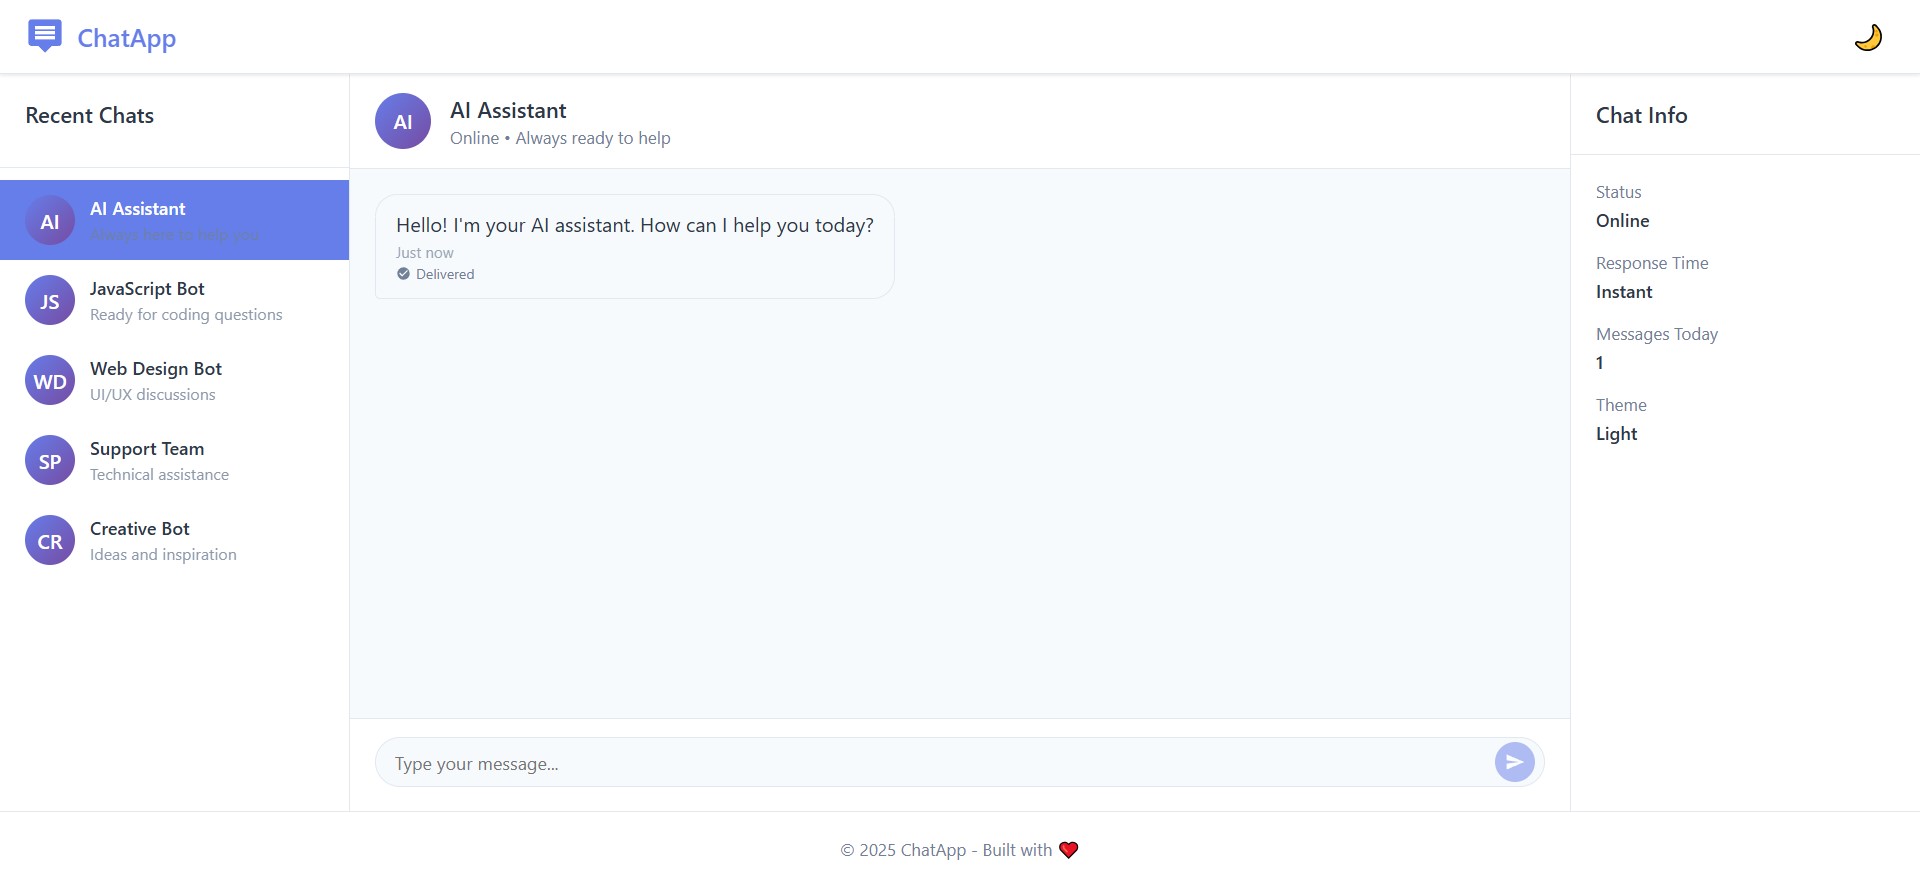 ChatApp
Recent Chats
AI
AI Assistant
Always here to help you
JS
JavaScript Bot
Ready for coding questions
WD
Web Design Bot
UI/UX discussions
SP
Support Team
Technical assistance
CR
Creative Bot
Ideas and inspiration
AI
AI Assistant
Online • Always ready to help
Hello! I'm your AI assistant. How can I help you today?
Just now
Delivered
Type your message...
Chat Info
Status
Online
Response Time
Instant
Messages Today
1
Theme
Light
© 2025 ChatApp - Built with ❤️